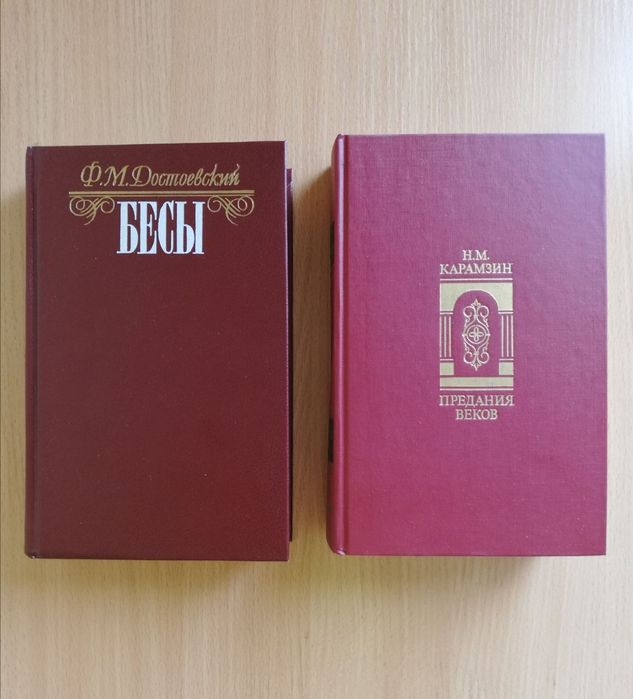 Ф.М.Достоевский
БЕСЫ
Н.М.
КАРАМЗИН
ПРЕДАНИЯ
ВЕКОВ